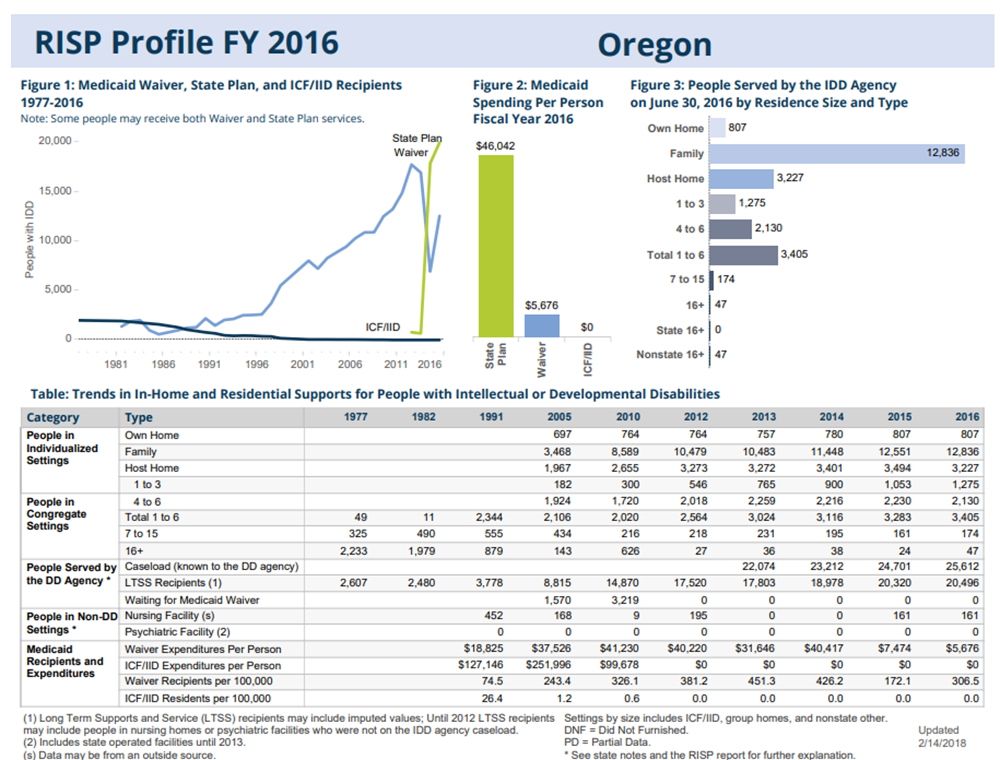 RISP Profile FY 2016
Oregon
Figure 1: Medicaid Waiver, State Plan, and ICF/IID Recipients
1977-2016
Note: Some people may receive both Waiver and State Plan services.
State Plan
Waiver
20,000
15,000
10,000
5,000
0
People with IDD
ICF/IID
1981 1986 1991 1996 2001 2006 2011 2016
Figure 2: Medicaid
Spending Per Person
Fiscal Year 2016
$46,042
$5,676
$0
State
Plan
Waiver
ICF/IID
Figure 3: People Served by the IDD Agency
on June 30, 2016 by Residence Size and Type
Own Home 807
Family 12,836
Host Home 3,227
1 to 3 1,275
4 to 6 2,130
Total 1 to 6 3,405
7 to 15 174
16+ 47
State 16+ 0
Nonstate 16+ 47
Table: Trends in In-Home and Residential Supports for People with Intellectual or Developmental Disabilities
Category Type 1977 1982 1991 2005 2010 2012 2013 2014 2015 2016
People in
Individualized
Settings
Own Home 697 764 764 757 780 807 807
Family 3,468 8,589 10,479 10,483 11,448 12,551 12,836
Host Home 1,967 2,655 3,273 3,272 3,401 3,494 3,227
1 to 3 182 300 546 765 900 1,053 1,275
People in
Congregate
Settings
4 to 6 1,924 1,720 2,018 2,259 2,216 2,230 2,130
Total 1 to 6 49 11 2,344 2,106 2,020 2,564 3,024 3,116 3,283 3,405
7 to 15 325 490 555 434 216 218 231 195 161 174
16+ 2,233 1,979 879 143 626 27 36 38 24 47
People Served by
the DD Agency *
Caseload (known to the DD agency) 22,074 23,212 24,701 25,612
LTSS Recipients (1) 2,607 2,480 3,778 8,815 14,870 17,520 17,803 18,978 20,320 20,496
Waiting for Medicaid Waiver 1,570 3,219 0 0 0 0 0
People in Non-DD
Settings *
Nursing Facility (s) 452 168 9 195 0 0 161 161
Psychiatric Facility (2) 0 0 0 0 0 0 0 0
Medicaid
Recipients and
Expenditures
Waiver Expenditures Per Person $18,825 $37,526 $41,230 $40,220 $31,646 $40,417 $7,474 $5,676
ICF/IID Expenditures per Person $127,146 $251,996 $99,678 $0 $0 $0 $0 $0
Waiver Recipients per 100,000 74.5 243.4 326.1 381.2 451.3 426.2 172.1 306.5
ICF/IID Residents per 100,000 26.4 1.2 0.6 0.0 0.0 0.0 0.0 0.0
(1) Long Term Supports and Service (LTSS) recipients may include imputed values; Until 2012 LTSS recipients
may include people in nursing homes or psychiatric facilities who were not on the IDD agency caseload.
(2) Includes state operated facilities until 2013.
(s) Data may be from an outside source.
Settings by size includes ICF/IID, group homes, and nonstate other.
DNF = Did Not Furnished.
PD = Partial Data.
* See state notes and the RISP report for further explanation.
Updated
2/14/2018